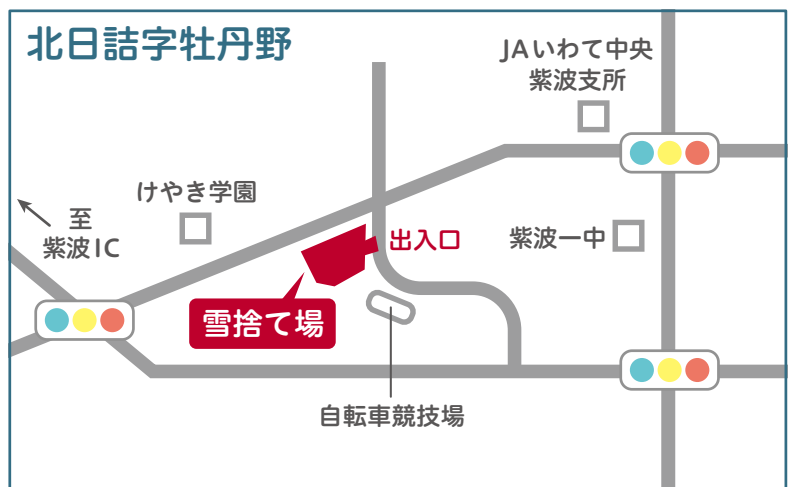 北日詰字牡丹野
JAいわて中央
紫波支所
けやき学園
至
紫波IC
出入口
紫波一中
雪捨て場
自転車競技場